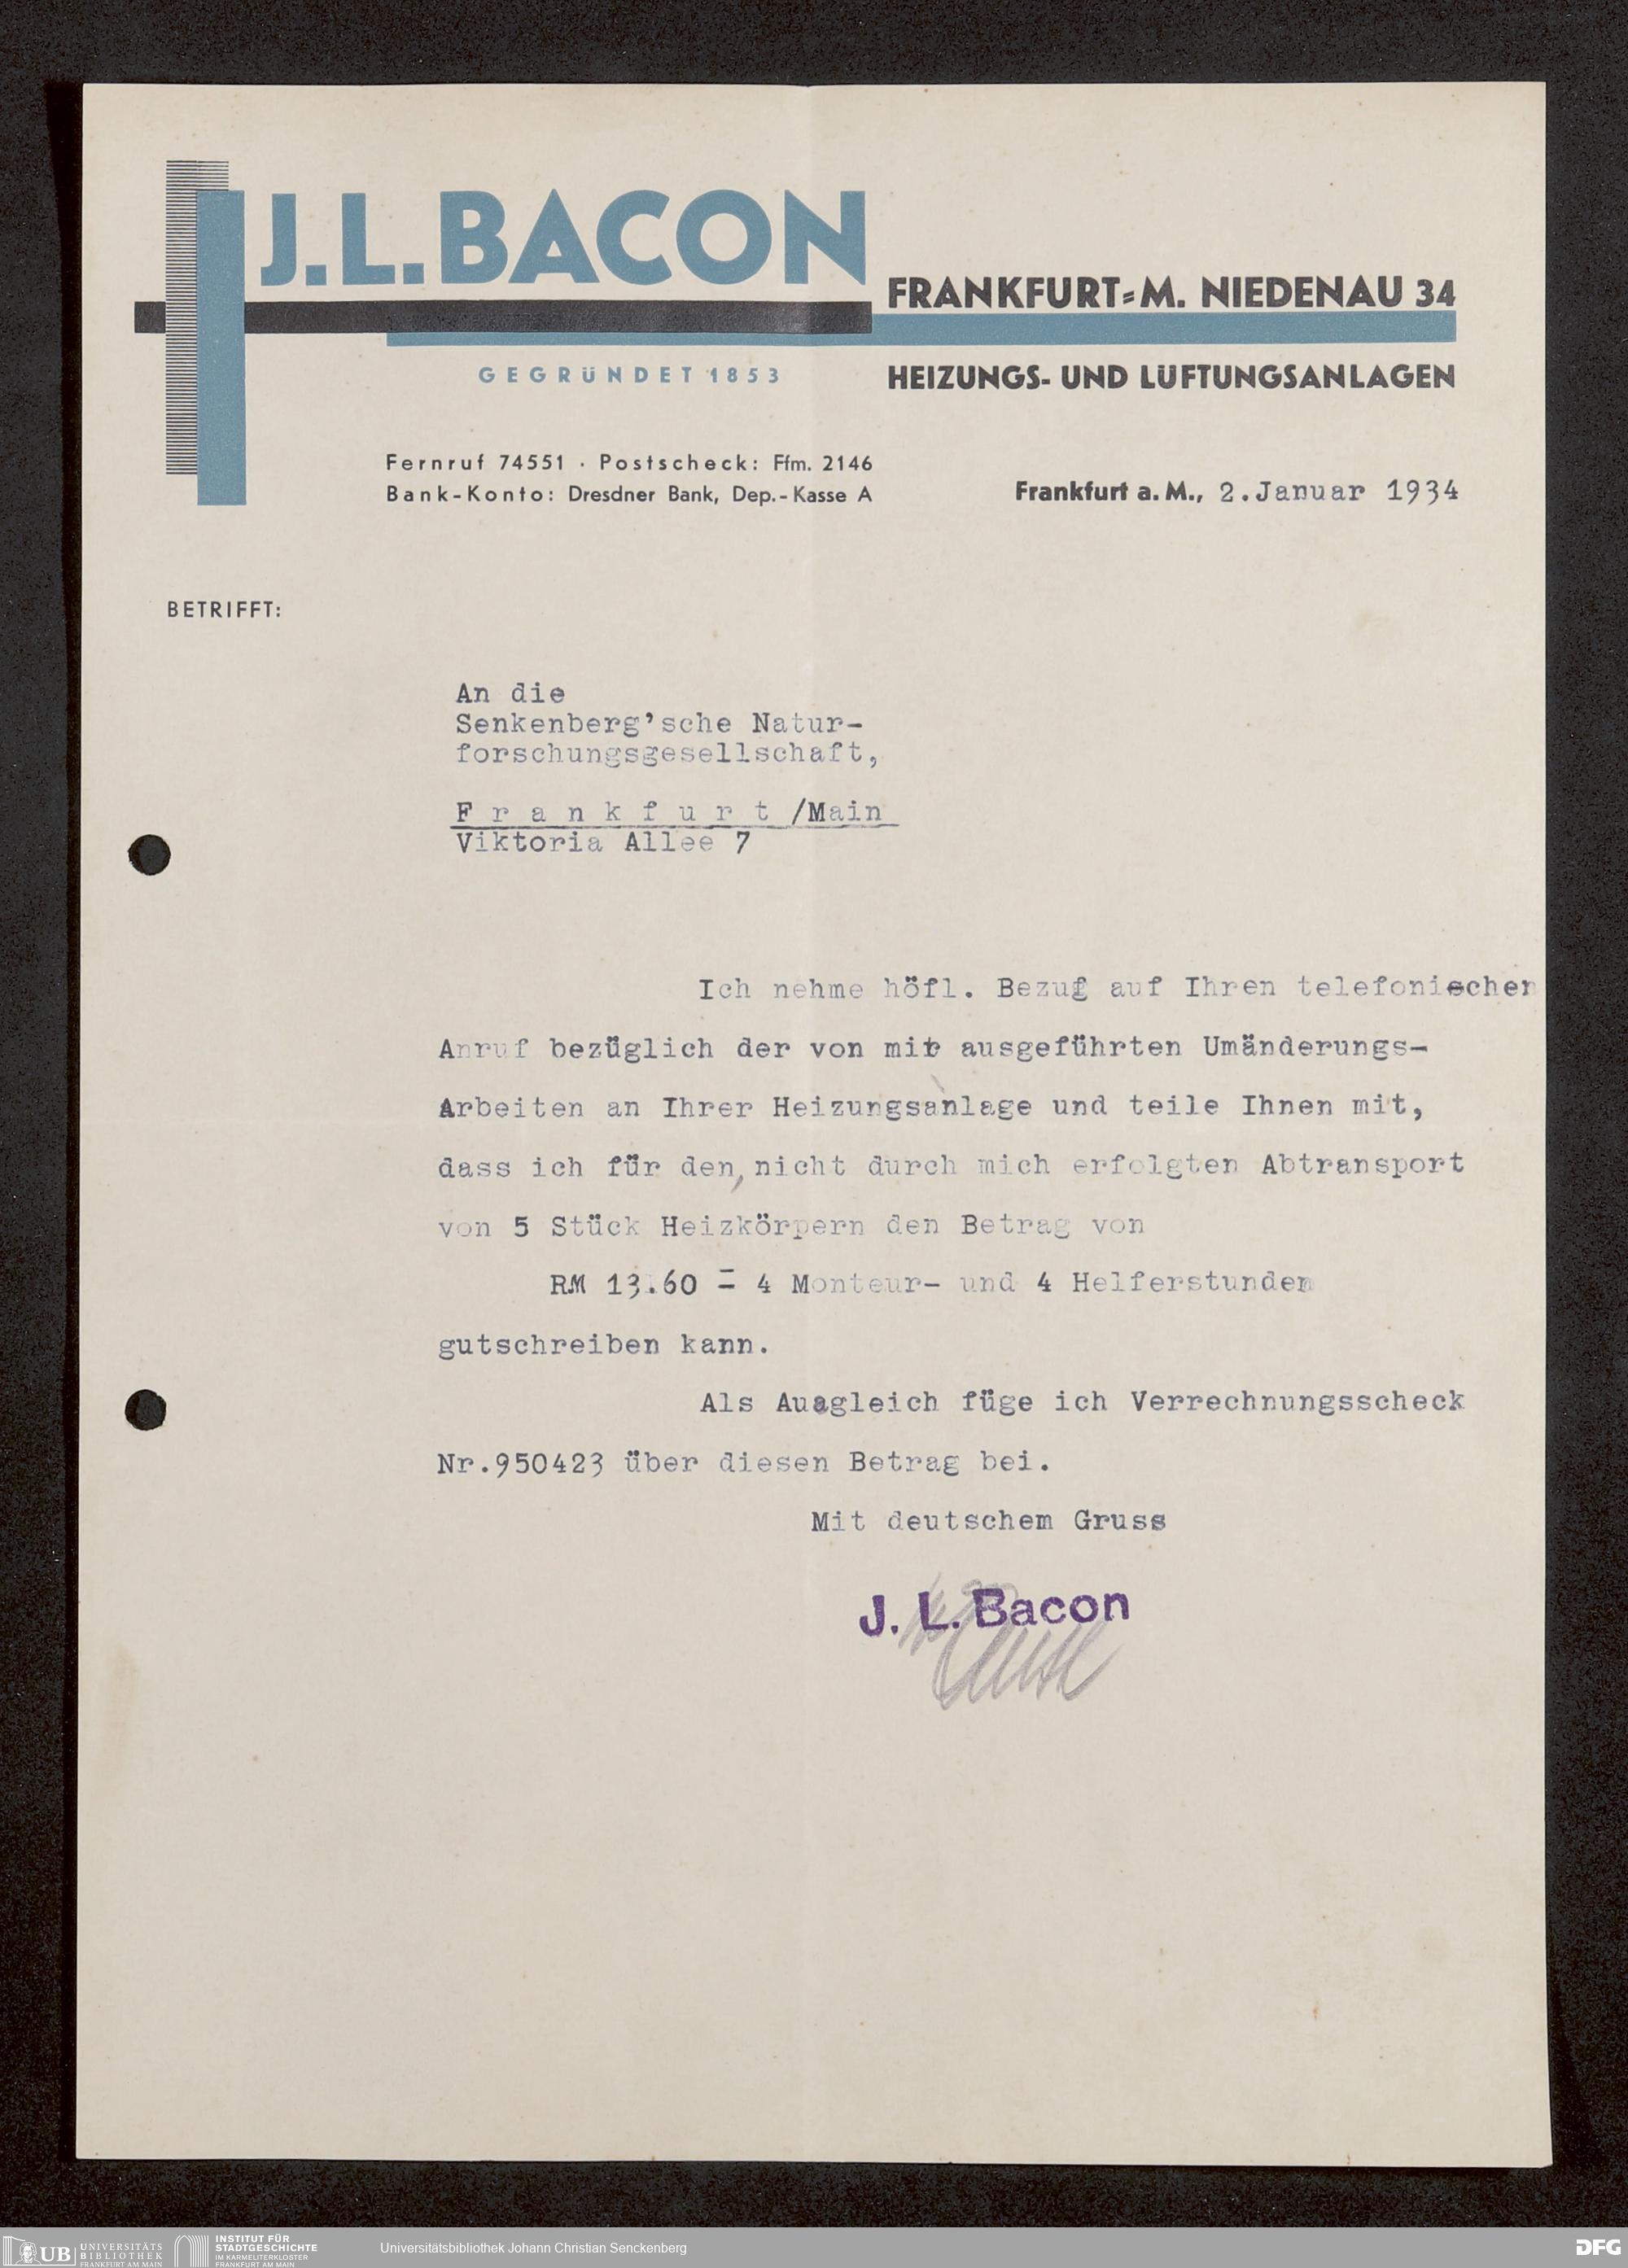 J.L.BACON
FRANKFURT-M. NIEDENAU 34
GEGRÜNDET 1853
HEIZUNGS- UND LÜFTUNGSANLAGEN
Fernruf 74551 · Postscheck: Ffm. 2146
Bank-Konto: Dresdner Bank, Dep.-Kasse A
Frankfurt a. M., 2.Januar 1934
BETRIFFT:
An die
Senkenberg'sche Natur-
forschungsgesellschaft,
F r a n k f u r t /Main
Viktoria Allee 7
Ich nehme höfl. Bezug auf Ihren telefonischen
Anruf bezüglich der von mir ausgeführten Umänderungs-
Arbeiten an Ihrer Heizungsanlage und teile Ihnen mit,
dass ich für den, nicht durch mich erfolgten Abtransport
von 5 Stück Heizkörpern den Betrag von
RM 13.60 = 4 Monteur- und 4 Helferstunden
gutschreiben kann.
Als Ausgleich füge ich Verrechnungsscheck
Nr.950423 über diesen Betrag bei.
Mit deutschem Gruss
J. L. Bacon
UB UNIVERSITÄTS
BIBLIOTHEK
FRANKFURT AM MAIN
INSTITUT FÜR
STADTGESCHICHTE
IM KARMELITERKLOSTER
FRANKFURT AM MAIN
Universitätsbibliothek Johann Christian Senckenberg
DFG